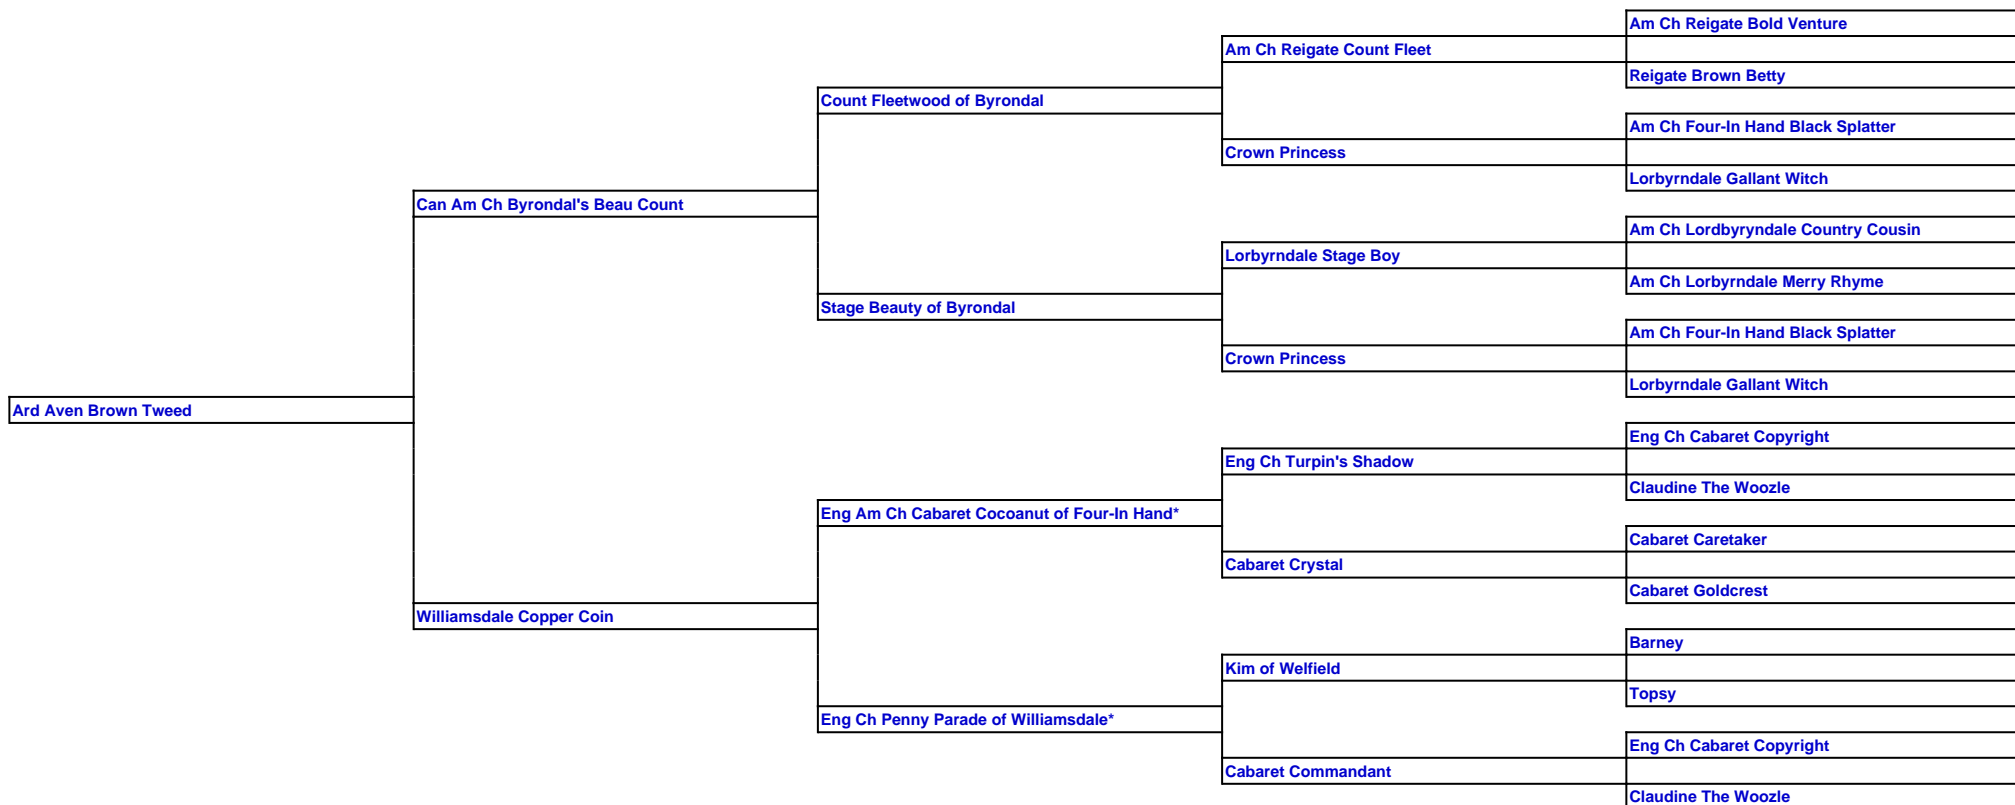 Am Ch Reigate Bold Venture
Am Ch Reigate Count Fleet
Reigate Brown Betty
Count Fleetwood of Byrondal
Am Ch Four-In Hand Black Splatter
Crown Princess
Lorbyrndale Gallant Witch
Can Am Ch Byrondal's Beau Count
Am Ch Lordbyryndale Country Cousin
Lorbyrndale Stage Boy
Am Ch Lorbyrndale Merry Rhyme
Stage Beauty of Byrondal
Am Ch Four-In Hand Black Splatter
Crown Princess
Lorbyrndale Gallant Witch
Ard Aven Brown Tweed
Eng Ch Cabaret Copyright
Eng Ch Turpin's Shadow
Claudine The Woozle
Eng Am Ch Cabaret Cocoanut of Four-In Hand*
Cabaret Caretaker
Cabaret Crystal
Cabaret Goldcrest
Williamsdale Copper Coin
Barney
Kim of Welfield
Topsy
Eng Ch Penny Parade of Williamsdale*
Eng Ch Cabaret Copyright
Cabaret Commandant
Claudine The Woozle